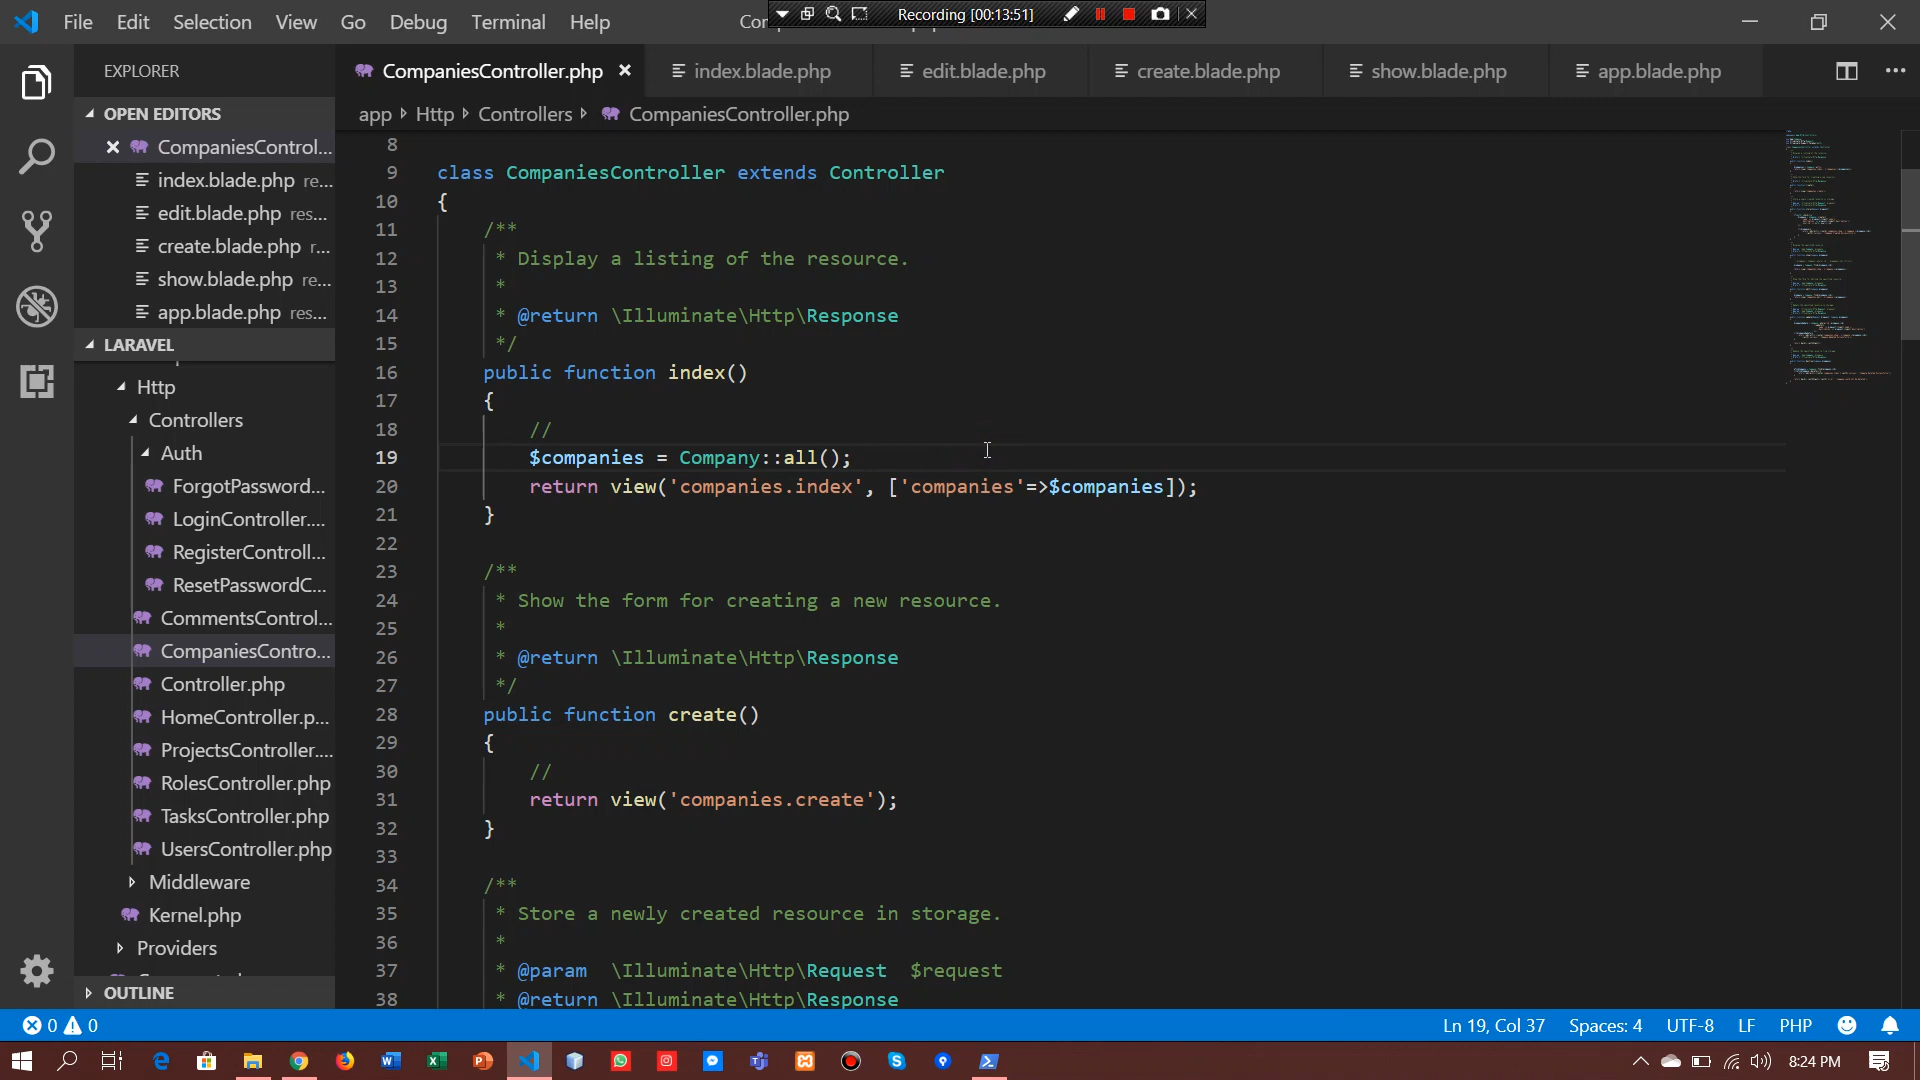 File Edit Selection View Go Debug Terminal Help
Recording [00:13:51]
EXPLORER
CompaniesController.php
index.blade.php
edit.blade.php
create.blade.php
show.blade.php
app.blade.php
OPEN EDITORS
CompaniesControl...
index.blade.php re...
edit.blade.php res...
create.blade.php r...
show.blade.php re...
app.blade.php res...
LARAVEL
Http
Controllers
Auth
ForgotPassword...
LoginController....
RegisterControll...
ResetPasswordC...
CommentsControl...
CompaniesContro...
Controller.php
HomeController.p...
ProjectsController....
RolesController.php
TasksController.php
UsersController.php
Middleware
Kernel.php
Providers
OUTLINE
app Http Controllers CompaniesController.php
8
9 class CompaniesController extends Controller
10 {
11 /**
12 * Display a listing of the resource.
13 *
14 * @return \Illuminate\Http\Response
15 */
16 public function index()
17 {
18 //
19 $companies = Company::all();
20 return view('companies.index', ['companies'=>$companies]);
21 }
22
23 /**
24 * Show the form for creating a new resource.
25 *
26 * @return \Illuminate\Http\Response
27 */
28 public function create()
29 {
30 //
31 return view('companies.create');
32 }
33
34 /**
35 * Store a newly created resource in storage.
36 *
37 * @param \Illuminate\Http\Request $request
38 * @return \Illuminate\Http\Response
0 0
Ln 19, Col 37
Spaces: 4
UTF-8
LF
PHP
8:24 PM